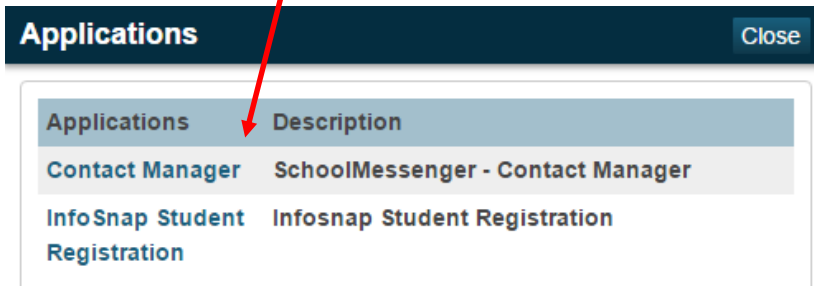 Applications Close
Applications Description
Contact Manager SchoolMessenger - Contact Manager
InfoSnap Student Infosnap Student Registration
Registration